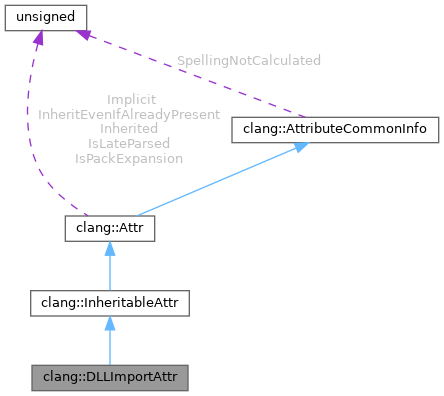 unsigned
SpellingNotCalculated
Implicit
InheritEvenIfAlreadyPresent
Inherited
IsLateParsed
IsPackExpansion
clang::AttributeCommonInfo
clang::Attr
clang::InheritableAttr
clang::DLLImportAttr